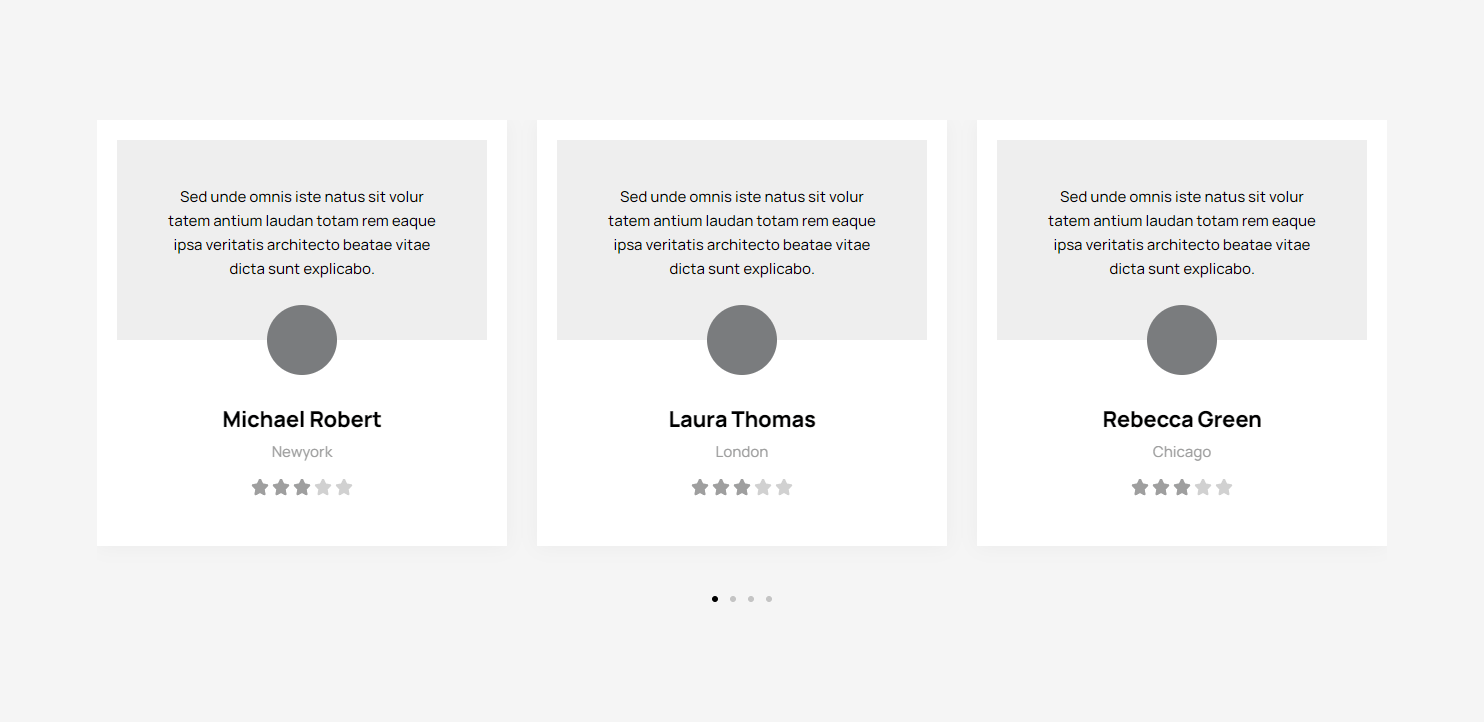 Sed unde omnis iste natus sit volur
tatem antium laudan totam rem eaque
ipsa veritatis architecto beatae vitae
dicta sunt explicabo.
Michael Robert
Newyork
Sed unde omnis iste natus sit volur
tatem antium laudan totam rem eaque
ipsa veritatis architecto beatae vitae
dicta sunt explicabo.
Laura Thomas
London
Sed unde omnis iste natus sit volur
tatem antium laudan totam rem eaque
ipsa veritatis architecto beatae vitae
dicta sunt explicabo.
Rebecca Green
Chicago